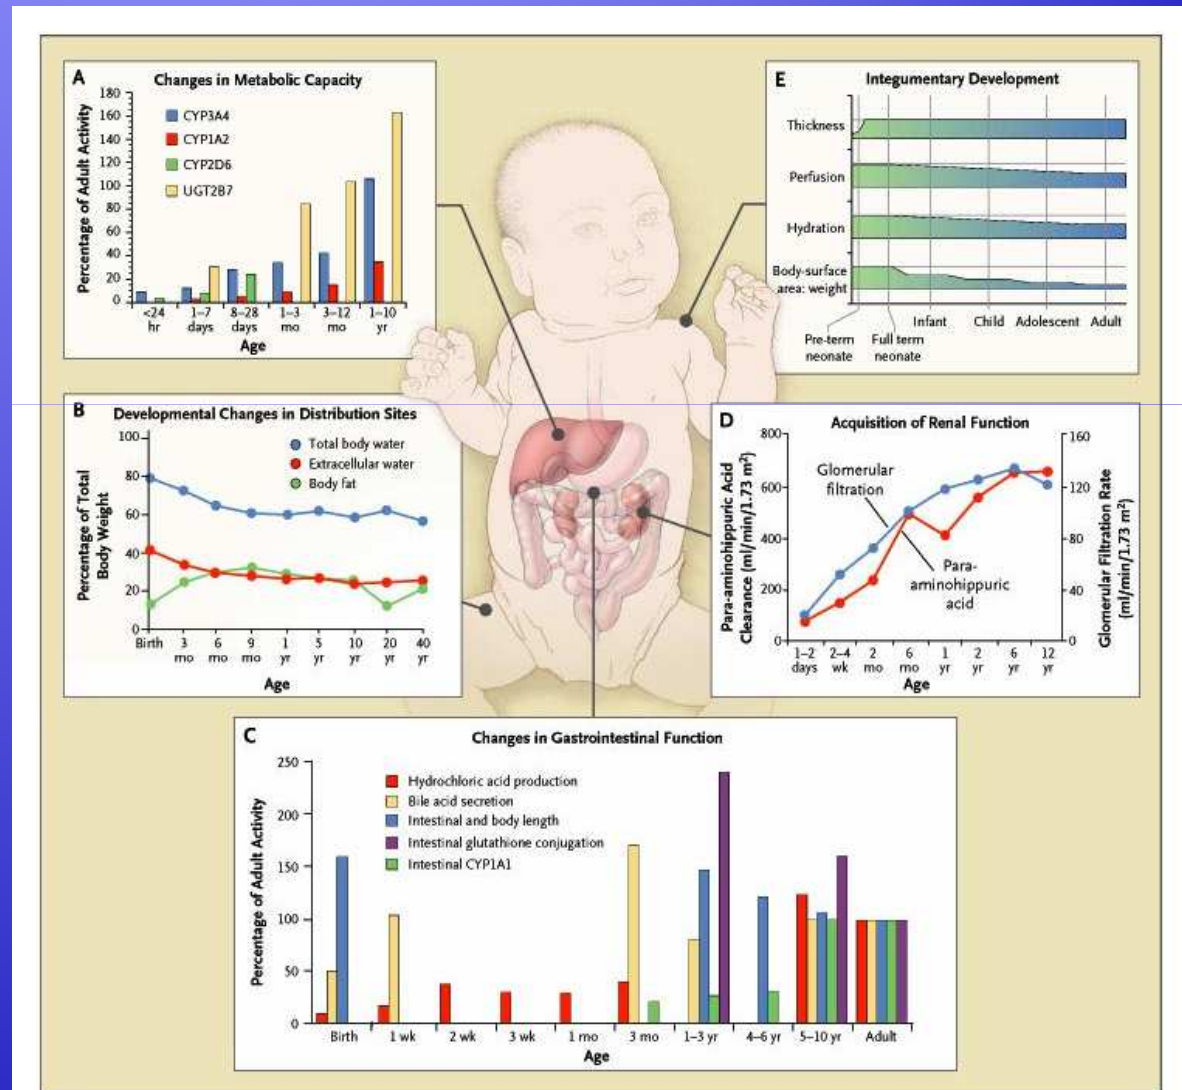 A
Changes in Metabolic Capacity
Percentage of Adult Activity
180
160
140
120
100
80
60
40
20
0
CYP3A4
CYP1A2
CYP2D6
UGT2B7
<24 1–7 8–28 1–3 3–12 1–10
hr days days mo mo yr
Age
E
Integumentary Development
Thickness
Perfusion
Hydration
Body-surface
area: weight
Infant Child Adolescent Adult
Pre-term Full term
neonate neonate
B
Developmental Changes in Distribution Sites
Percentage of Total
Body Weight
100
80
60
40
20
0
Total body water
Extracellular water
Body fat
Birth 3 6 9 1 5 10 20 40
mo mo mo yr yr yr yr yr
Age
D
Acquisition of Renal Function
Para-aminohippuric Acid
Clearance (ml/min/1.73 m²)
800
600
400
200
0
Glomerular
filtration
Para-
aminohippuric
acid
160
120
80
40
0
Glomerular Filtration Rate
(ml/min/1.73 m²)
1–2 2–4 2 6 1 2 6 12
days wk mo mo yr yr yr yr
Age
C
Changes in Gastrointestinal Function
Percentage of Adult Activity
250
200
150
100
50
0
Hydrochloric acid production
Bile acid secretion
Intestinal and body length
Intestinal glutathione conjugation
Intestinal CYP1A1
Birth 1 wk 2 wk 3 wk 1 mo 3 mo 1–3 yr 4–6 yr 5–10 yr Adult
Age